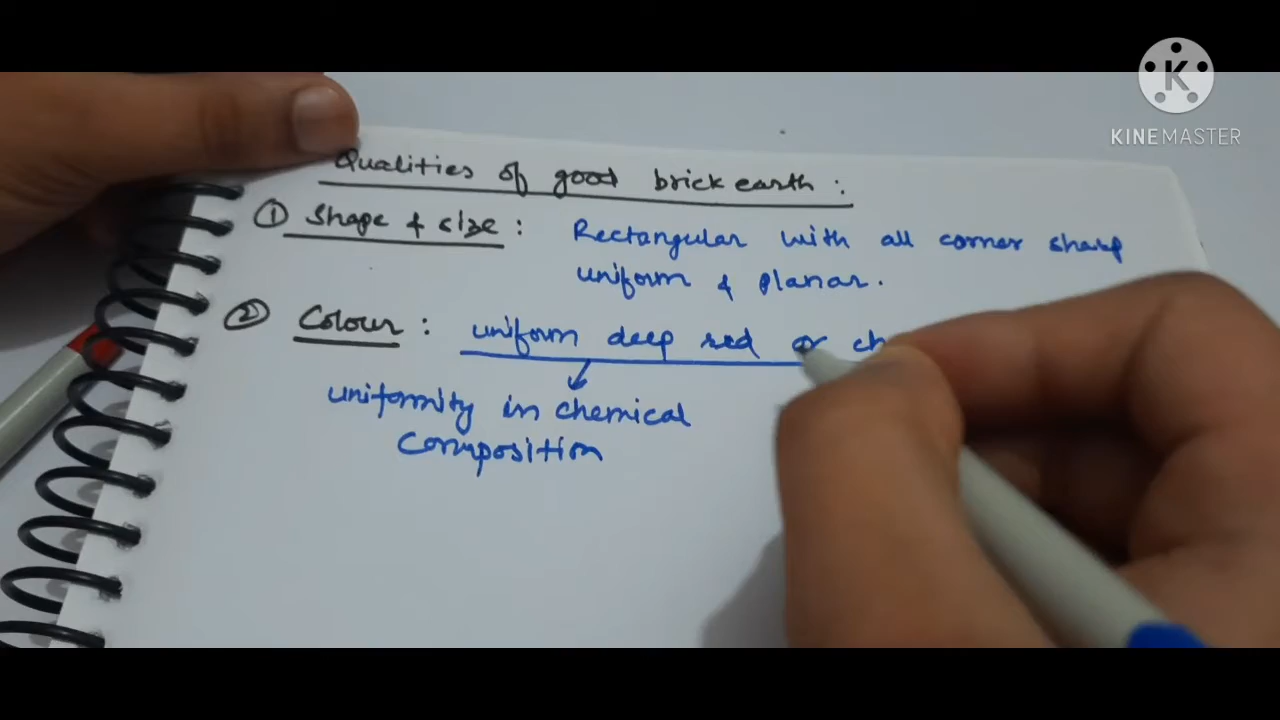 Qualities of good brick earth :
① Shape & size : Rectangular with all corner sharp
uniform & planar.
② Colour : uniform deep red or ch
uniformity in chemical
composition
K
KINEMASTER